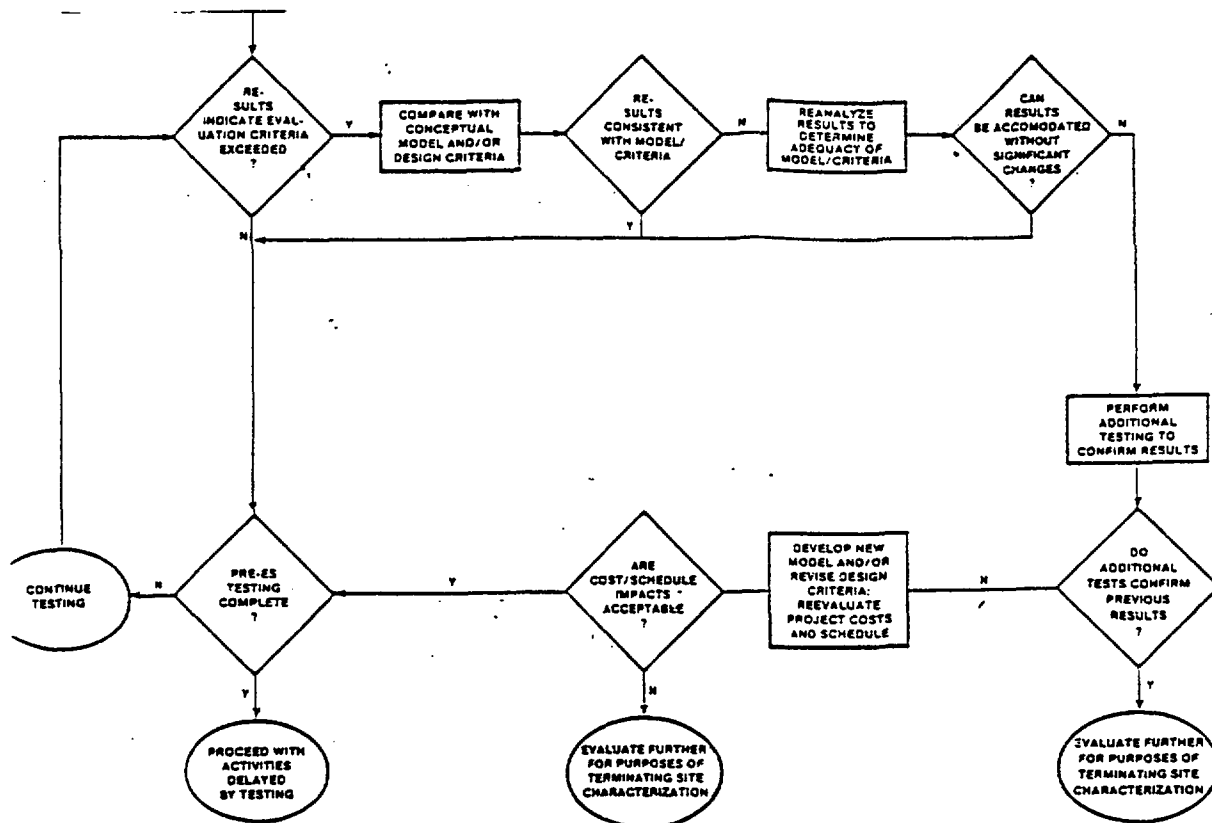 RE-
SULTS
INDICATE EVAL-
UATION CRITERIA
EXCEEDED
?
Y
COMPARE WITH
CONCEPTUAL
MODEL AND/OR
DESIGN CRITERIA
RE-
SULTS
CONSISTENT
WITH MODEL/
CRITERIA
N
REANALYZE
RESULTS TO
DETERMINE
ADEQUACY OF
MODEL/CRITERIA
CAN
RESULTS
BE ACCOMODATED
WITHOUT
SIGNIFICANT
CHANGES
?
N
N
Y
PERFORM
ADDITIONAL
TESTING TO
CONFIRM RESULTS
CONTINUE
TESTING
N
PRE-ES
TESTING
COMPLETE
?
Y
ARE
COST/SCHEDULE
IMPACTS
ACCEPTABLE
?
DEVELOP NEW
MODEL AND/OR
REVISE DESIGN
CRITERIA:
REEVALUATE
PROJECT COSTS
AND SCHEDULE
N
DO
ADDITIONAL
TESTS CONFIRM
PREVIOUS
RESULTS
?
Y
N
Y
PROCEED WITH
ACTIVITIES
DELAYED
BY TESTING
EVALUATE FURTHER
FOR PURPOSES OF
TERMINATING SITE
CHARACTERIZATION
EVALUATE FURTHER
FOR PURPOSES OF
TERMINATING SITE
CHARACTERIZATION